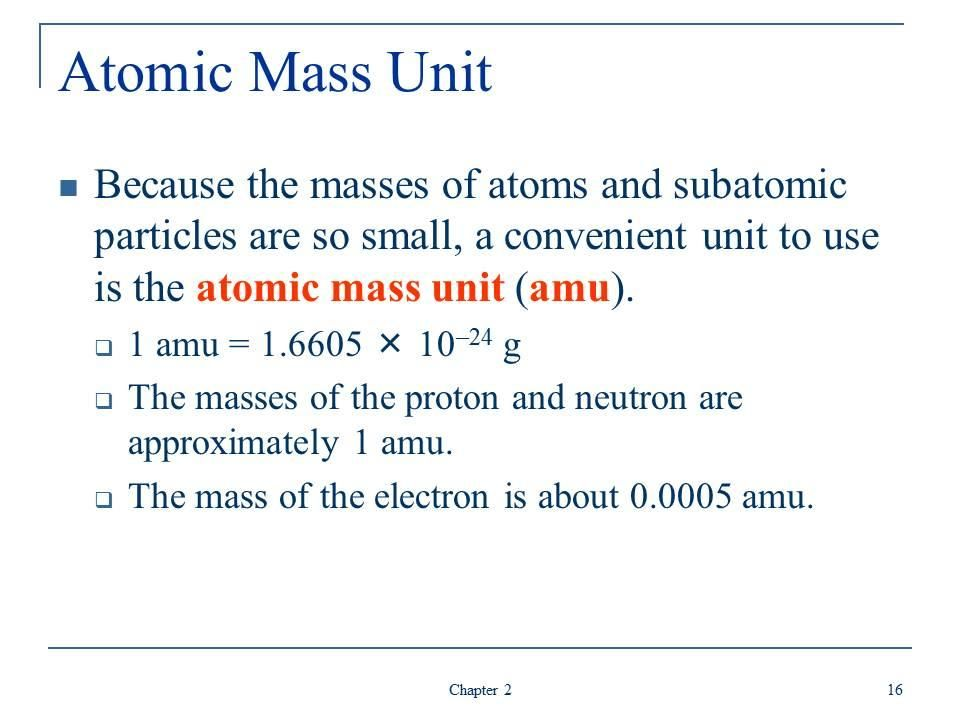 Atomic Mass Unit
Because the masses of atoms and subatomic
particles are so small, a convenient unit to use
is the atomic mass unit (amu).
1 amu = 1.6605 × 10⁻²⁴ g
The masses of the proton and neutron are
approximately 1 amu.
The mass of the electron is about 0.0005 amu.
Chapter 2
16